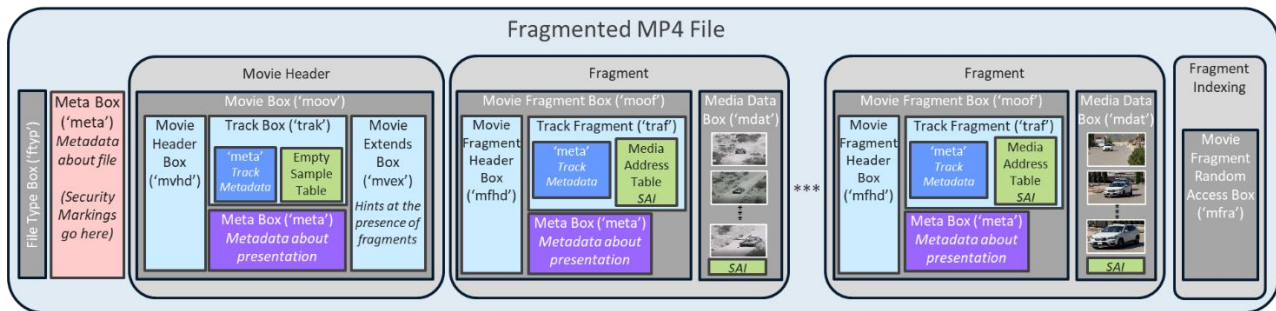 Fragmented MP4 File
File Type Box (‘ftyp’)
Meta Box
(‘meta’)
Metadata
about file
(Security
Markings
go here)
Movie Header
Movie Box (‘moov’)
Movie
Header
Box
(‘mvhd’)
Track Box (‘trak’)
‘meta’
Track
Metadata
Empty
Sample
Table
Meta Box (‘meta’)
Metadata about
presentation
Movie
Extends
Box
(‘mvex’)
Hints at the
presence of
fragments
Fragment
Movie Fragment Box (‘moof’)
Movie
Fragment
Header
Box
(‘mfhd’)
Track Fragment (‘traf’)
‘meta’
Track
Metadata
Media
Address
Table
SAI
Meta Box (‘meta’)
Metadata about
presentation
Media Data
Box (‘mdat’)
SAI
***
Fragment
Movie Fragment Box (‘moof’)
Movie
Fragment
Header
Box
(‘mfhd’)
Track Fragment (‘traf’)
‘meta’
Track
Metadata
Media
Address
Table
SAI
Meta Box (‘meta’)
Metadata about
presentation
Media Data
Box (‘mdat’)
SAI
Fragment
Indexing
Movie
Fragment
Random
Access Box
(‘mfra’)